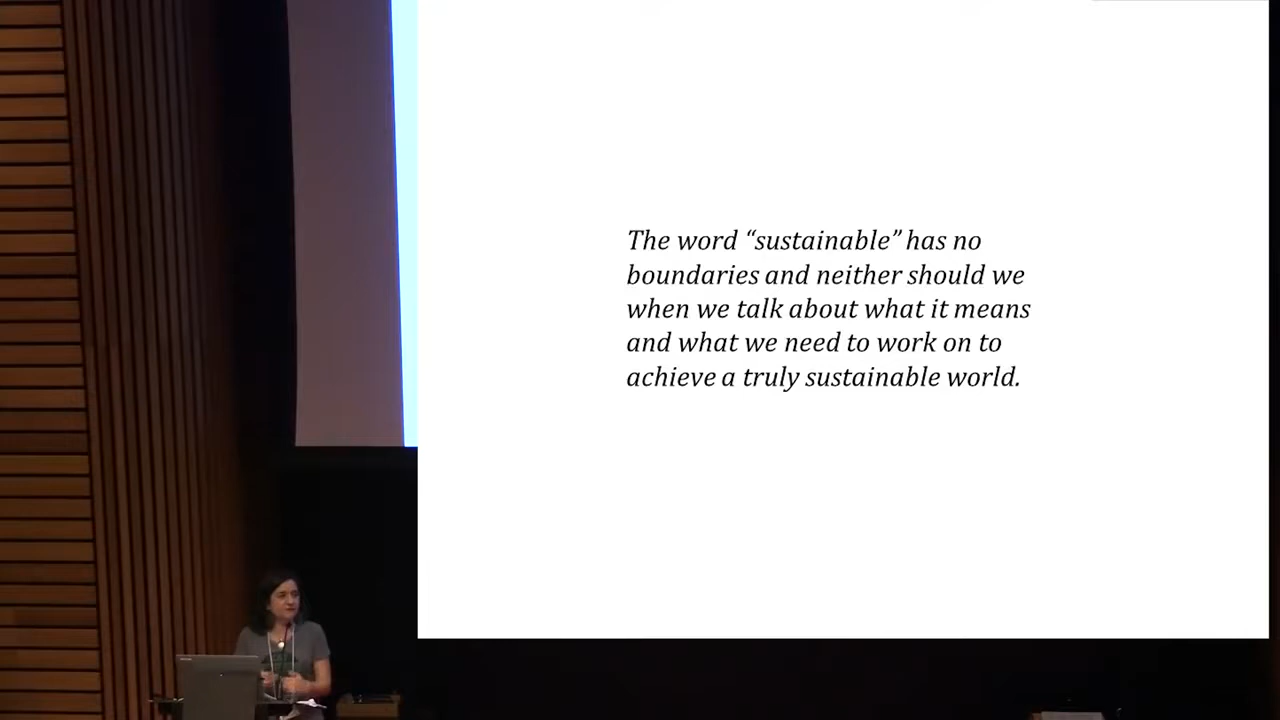 The word “sustainable” has no
boundaries and neither should we
when we talk about what it means
and what we need to work on to
achieve a truly sustainable world.